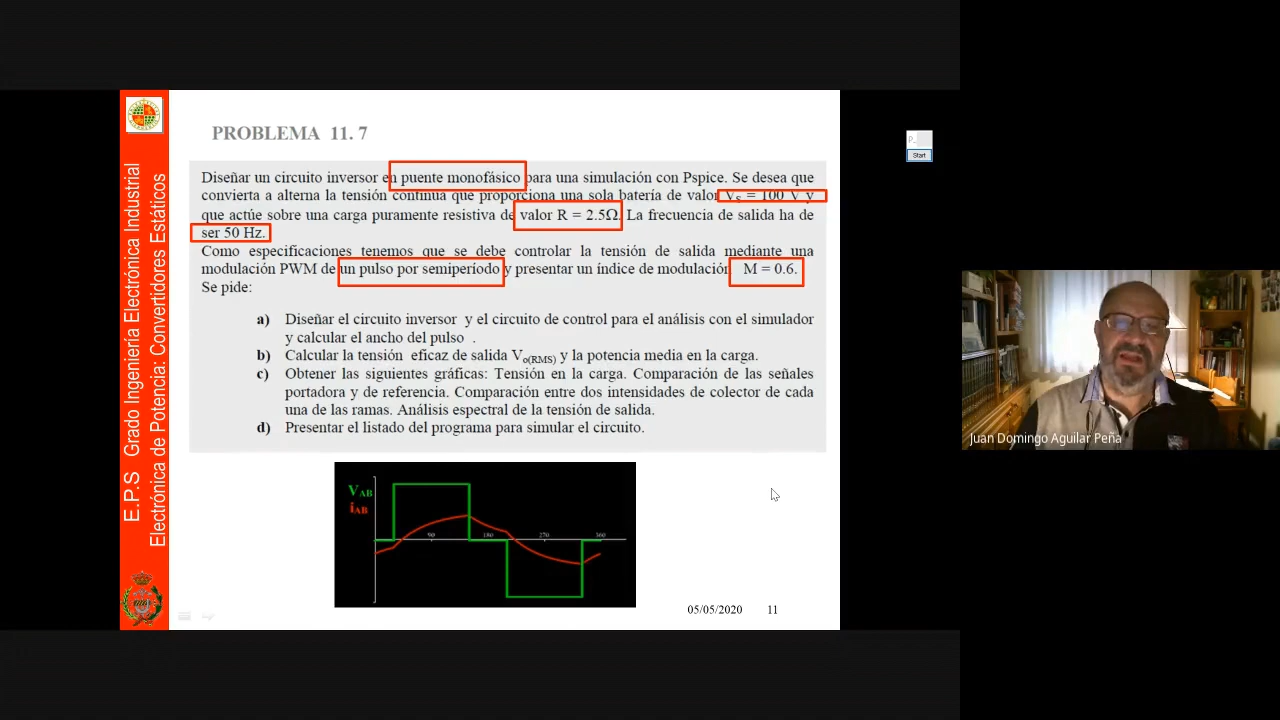 PROBLEMA 11. 7
Diseñar un circuito inversor en puente monofásico para una simulación con Pspice. Se desea que
convierta a alterna la tensión continua que proporciona una sola batería de valor VS = 100 V y
que actúe sobre una carga puramente resistiva de valor R = 2.5Ω. La frecuencia de salida ha de
ser 50 Hz.
Como especificaciones tenemos que se debe controlar la tensión de salida mediante una
modulación PWM de un pulso por semiperíodo y presentar un índice de modulación M = 0.6.
Se pide:
a) Diseñar el circuito inversor y el circuito de control para el análisis con el simulador
y calcular el ancho del pulso .
b) Calcular la tensión eficaz de salida Vo(RMS) y la potencia media en la carga.
c) Obtener las siguientes gráficas: Tensión en la carga. Comparación de las señales
portadora y de referencia. Comparación entre dos intensidades de colector de cada
una de las ramas. Análisis espectral de la tensión de salida.
d) Presentar el listado del programa para simular el circuito.
VAB
iAB
90 180 270 360
05/05/2020 11
E.P.S Grado Ingeniería Electrónica Industrial
Electrónica de Potencia: Convertidores Estáticos
Start
Juan Domingo Aguilar Peña